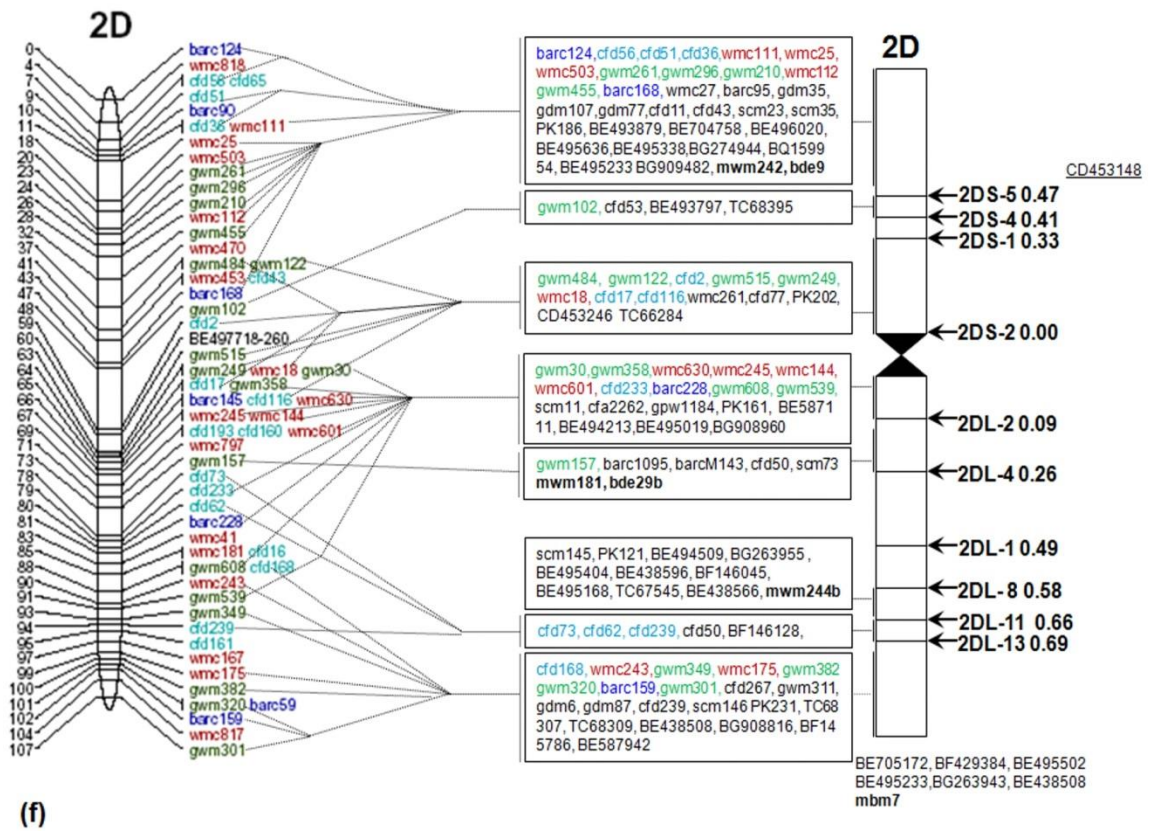 2D
0
4
7
9
10
11
18
20
23
24
26
28
32
37
41
43
47
48
59
60
63
64
65
66
67
69
71
73
78
79
80
81
83
85
88
90
91
93
94
95
97
99
100
101
102
104
107
barc124
wmc818
cfd56 cfd65
cfd51
barc90
cfd36 wmc111
wmc25
wmc503
gwm261
gwm296
gwm210
wmc112
gwm455
wmc470
gwm484 gwm122
wmc453 cfd43
barc168
gwm102
cfd2
BE497718-260
gwm515
gwm249 wmc18 gwm30
cfd17 gwm358
barc145 cfd116 wmc630
wmc245 wmc144
cfd193 cfd160 wmc601
wmc797
gwm157
cfd73
cfd233
cfd62
barc228
wmc41
wmc181 cfd16
gwm608 cfd168
wmc243
gwm539
gwm349
cfd239
cfd161
wmc167
wmc175
gwm382
gwm320 barc59
barc159
wmc817
gwm301
barc124,cfd56,cfd51,cfd36,wmc111,wmc25,
wmc503,gwm261,gwm296,gwm210,wmc112
gwm455,barc168,wmc27,barc95,gdm35,
gdm107,gdm77,cfd11,cfd43,scm23,scm35,
PK186,BE493879,BE704758,BE496020,
BE495636,BE495338,BG274944,BQ1599
54,BE495233 BG909482, mwm242, bde9
gwm102,cfd53,BE493797,TC68395
gwm484, gwm122,cfd2,gwm515,gwm249,
wmc18,cfd17,cfd116,wmc261,cfd77,PK202,
CD453246 TC66284
gwm30,gwm358,wmc630,wmc245,wmc144,
wmc601,cfd233,barc228,gwm608,gwm539,
scm11,cfa2262,gpw1184,PK161, BE5871
11,BE494213,BE495019,BG908960
gwm157,barc1095,barcM143,cfd50,scm73
mwm181, bde29b
scm145,PK121,BE494509,BG263955,
BE495404,BE438596,BF146045,
BE495168,TC67545,BE438566,mwm244b
cfd73,cfd62,cfd239,cfd50,BF146128,
cfd168,wmc243,gwm349,wmc175,gwm382
gwm320,barc159,gwm301,cfd267,gwm311,
gdm6,gdm87,cfd239,scm146 PK231,TC68
307,TC68309,BE438508,BG908816,BF14
5786,BE587942
2D
CD453148
2DS-5 0.47
2DS-4 0.41
2DS-1 0.33
2DS-2 0.00
2DL-2 0.09
2DL-4 0.26
2DL-1 0.49
2DL-8 0.58
2DL-11 0.66
2DL-13 0.69
BE705172,BF429384,BE495502
BE495233,BG263943,BE438508
mbm7
(f)